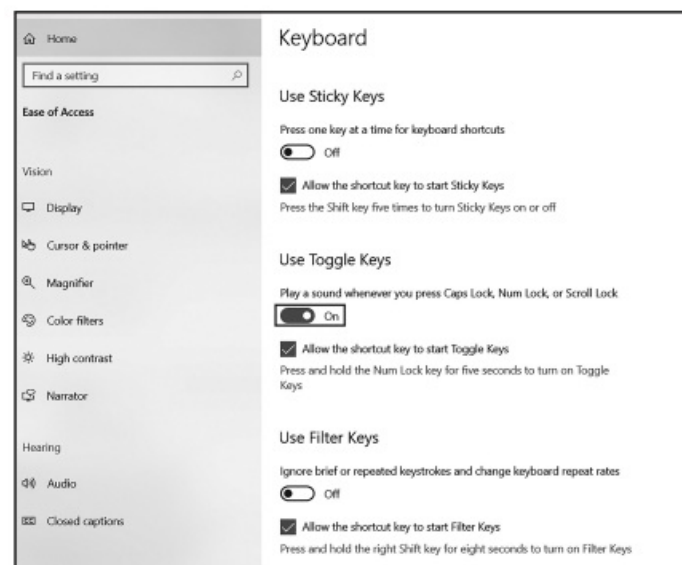 Home
Find a setting
Ease of Access
Vision
Display
Cursor & pointer
Magnifier
Color filters
High contrast
Narrator
Hearing
Audio
Closed captions
Keyboard
Use Sticky Keys
Press one key at a time for keyboard shortcuts
Off
Allow the shortcut key to start Sticky Keys
Press the Shift key five times to turn Sticky Keys on or off
Use Toggle Keys
Play a sound whenever you press Caps Lock, Num Lock, or Scroll Lock
On
Allow the shortcut key to start Toggle Keys
Press and hold the Num Lock key for five seconds to turn on Toggle
Keys
Use Filter Keys
Ignore brief or repeated keystrokes and change keyboard repeat rates
Off
Allow the shortcut key to start Filter Keys
Press and hold the right Shift key for eight seconds to turn on Filter Keys